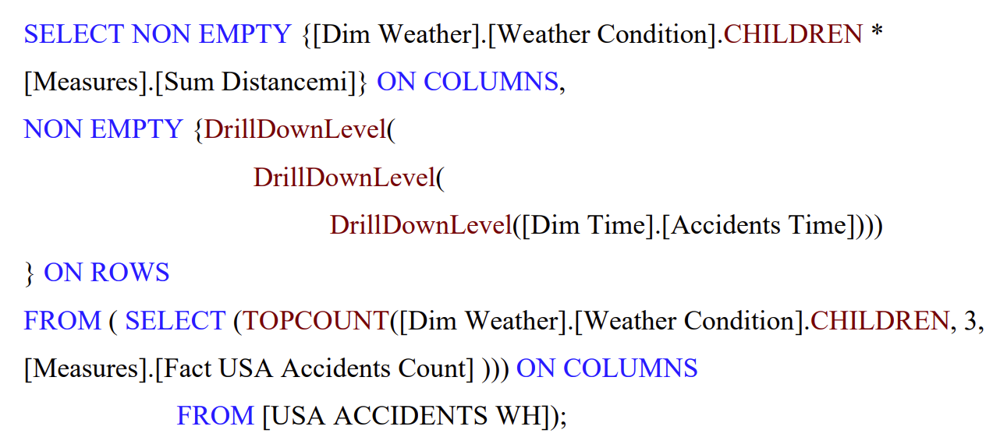 SELECT NON EMPTY {[Dim Weather].[Weather Condition].CHILDREN *
[Measures].[Sum Distancemi]} ON COLUMNS,
NON EMPTY {DrillDownLevel(
DrillDownLevel(
DrillDownLevel([Dim Time].[Accidents Time])))
} ON ROWS
FROM ( SELECT (TOPCOUNT([Dim Weather].[Weather Condition].CHILDREN, 3,
[Measures].[Fact USA Accidents Count] ))) ON COLUMNS
FROM [USA ACCIDENTS WH]);